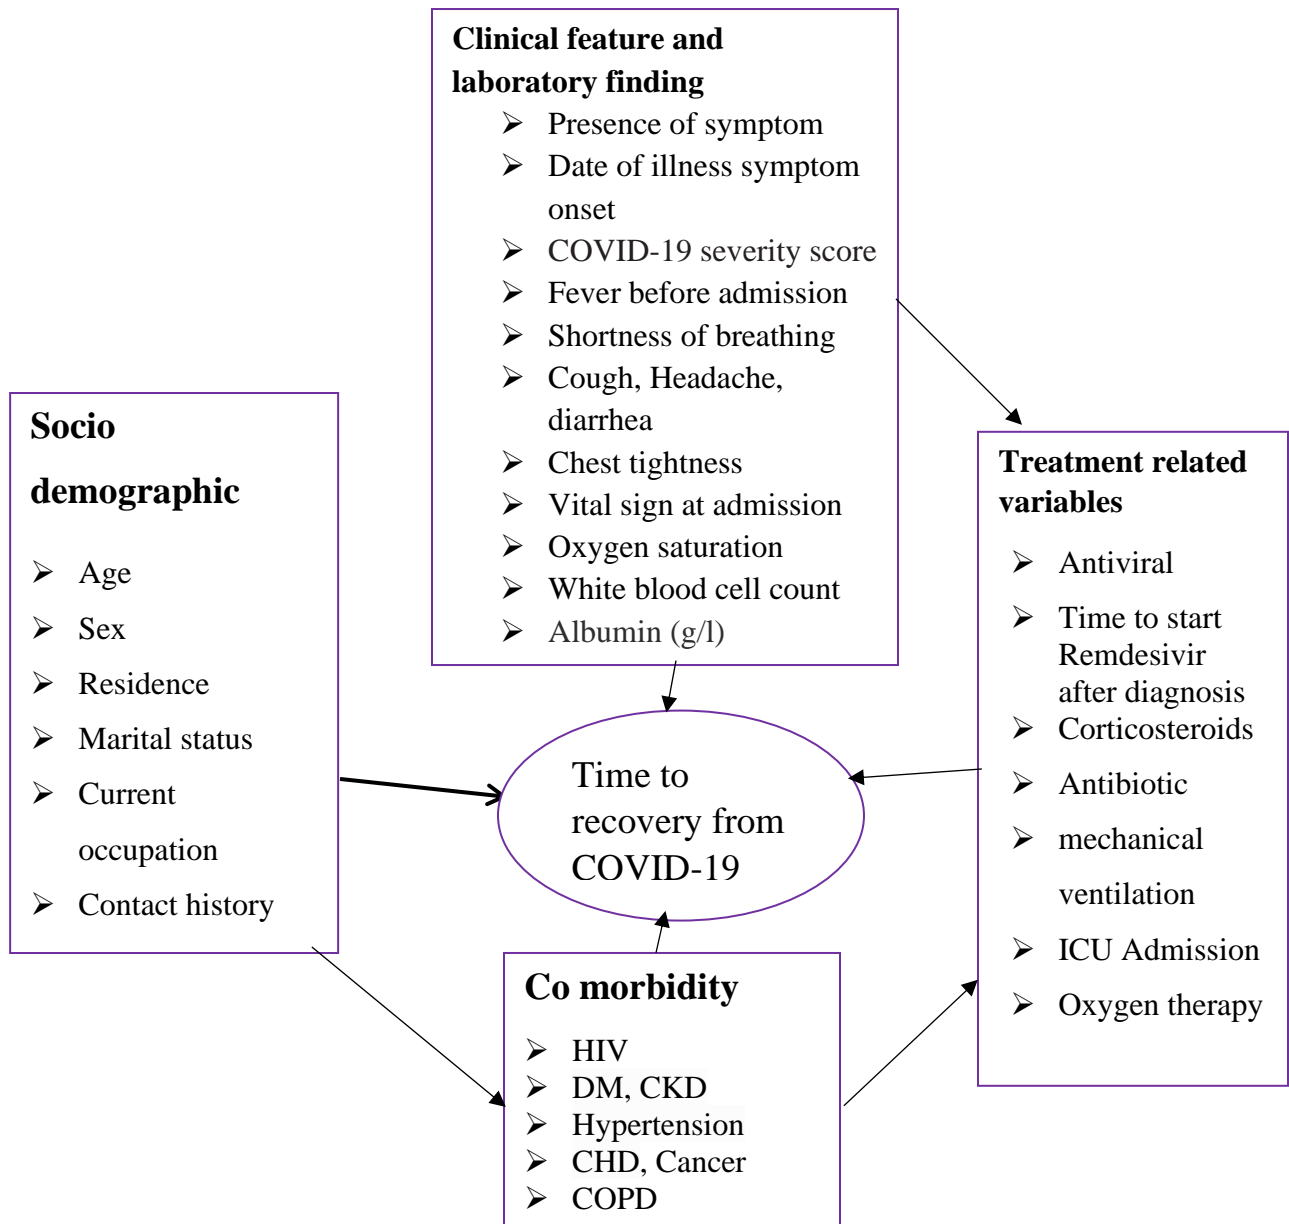 Clinical feature and
laboratory finding
➢ Presence of symptom
➢ Date of illness symptom
onset
➢ COVID-19 severity score
➢ Fever before admission
➢ Shortness of breathing
➢ Cough, Headache,
diarrhea
➢ Chest tightness
➢ Vital sign at admission
➢ Oxygen saturation
➢ White blood cell count
➢ Albumin (g/l)
Socio
demographic
➢ Age
➢ Sex
➢ Residence
➢ Marital status
➢ Current
occupation
➢ Contact history
Time to
recovery from
COVID-19
Treatment related
variables
➢ Antiviral
➢ Time to start
Remdesivir
after diagnosis
➢ Corticosteroids
➢ Antibiotic
➢ mechanical
ventilation
➢ ICU Admission
➢ Oxygen therapy
Co morbidity
➢ HIV
➢ DM, CKD
➢ Hypertension
➢ CHD, Cancer
➢ COPD